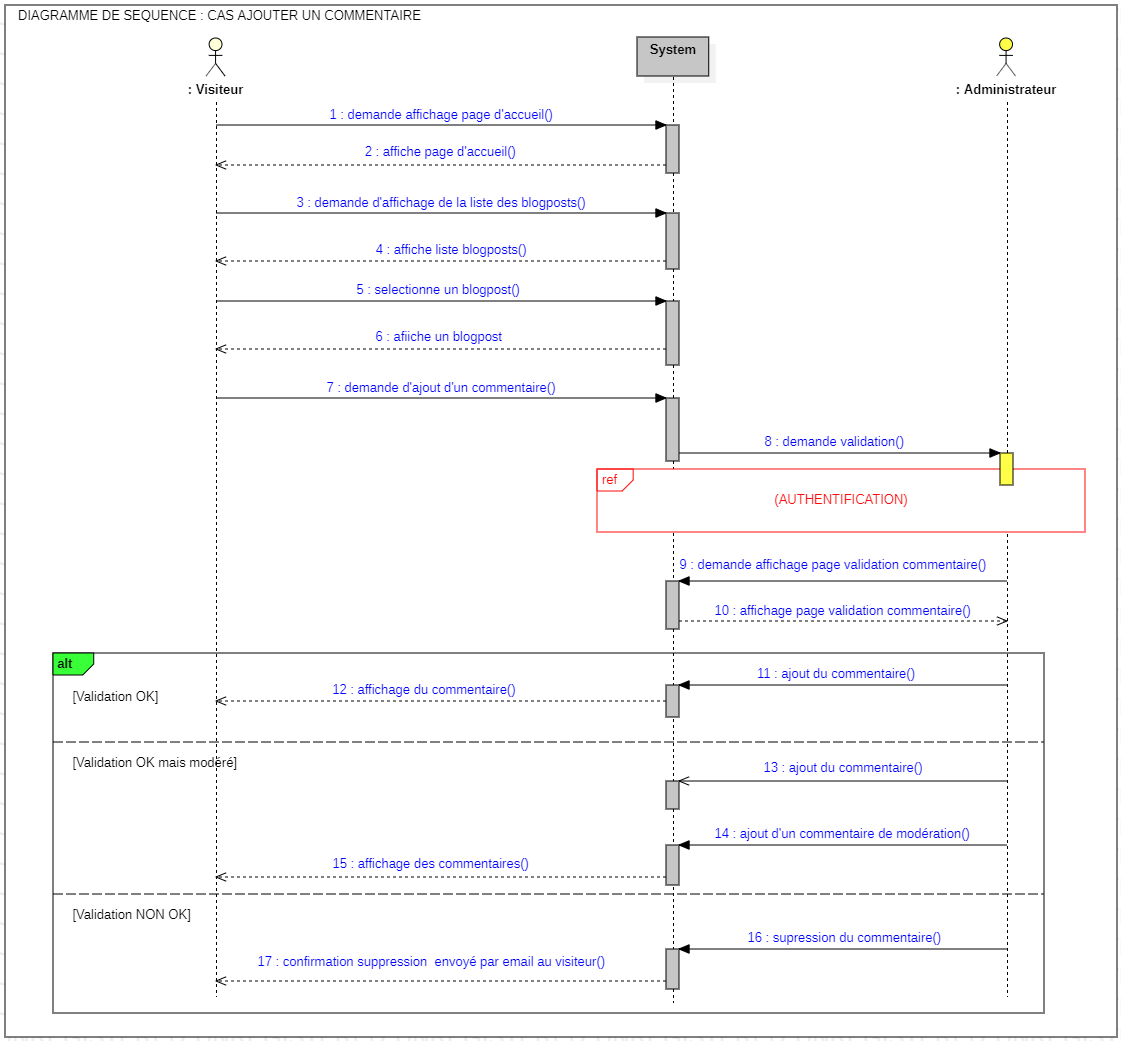 DIAGRAMME DE SEQUENCE : CAS AJOUTER UN COMMENTAIRE
System
: Visiteur
: Administrateur
1 : demande affichage page d'accueil()
2 : affiche page d'accueil()
3 : demande d'affichage de la liste des blogposts()
4 : affiche liste blogposts()
5 : selectionne un blogpost()
6 : afiiche un blogpost
7 : demande d'ajout d'un commentaire()
8 : demande validation()
ref
(AUTHENTIFICATION)
9 : demande affichage page validation commentaire()
10 : affichage page validation commentaire()
alt
11 : ajout du commentaire()
[Validation OK]
12 : affichage du commentaire()
[Validation OK mais modéré]
13 : ajout du commentaire()
14 : ajout d'un commentaire de modération()
15 : affichage des commentaires()
[Validation NON OK]
16 : supression du commentaire()
17 : confirmation suppression  envoyé par email au visiteur()